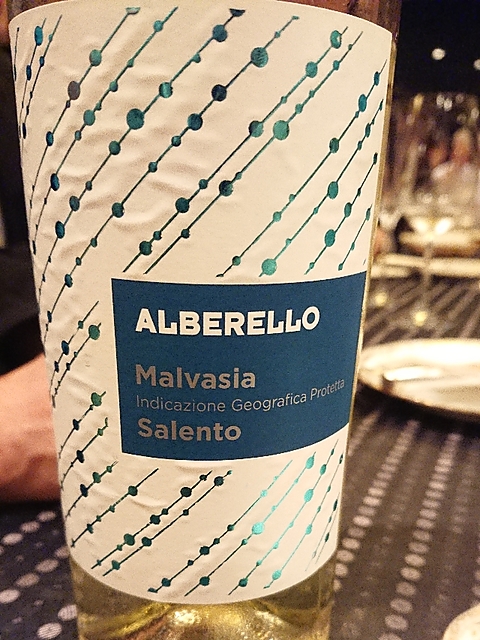 ALBERELLO
Malvasia
Indicazione Geografica Protetta
Salento